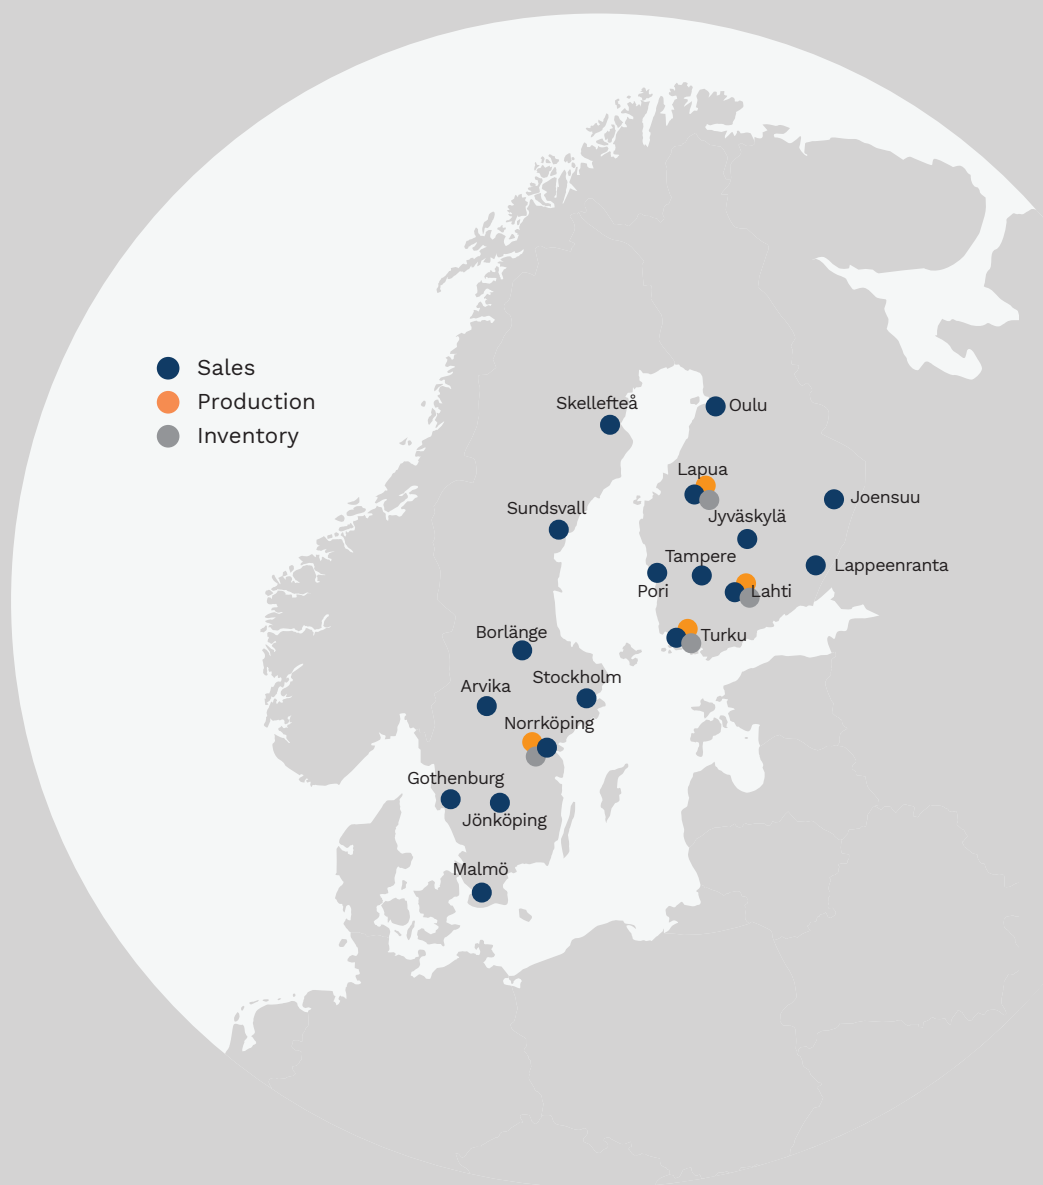 Sales
Production
Inventory
Skellefteå
Oulu
Lapua
Joensuu
Sundsvall
Jyväskylä
Tampere
Lappeenranta
Pori
Lahti
Borlänge
Turku
Stockholm
Arvika
Norrköping
Gothenburg
Jönköping
Malmö